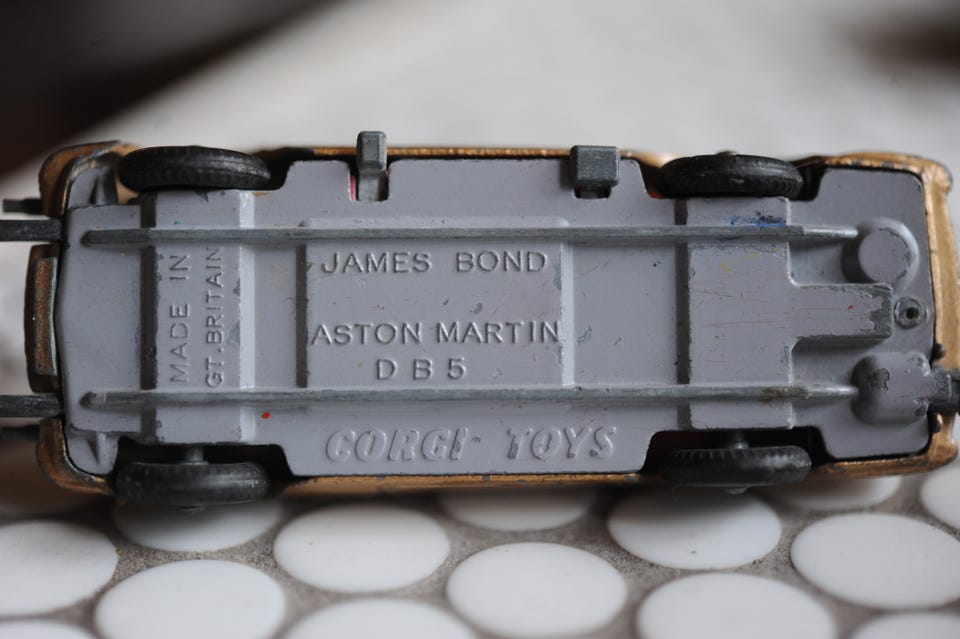 MADE IN
GT. BRITAIN
JAMES BOND
ASTON MARTIN
DB5
CORGI TOYS